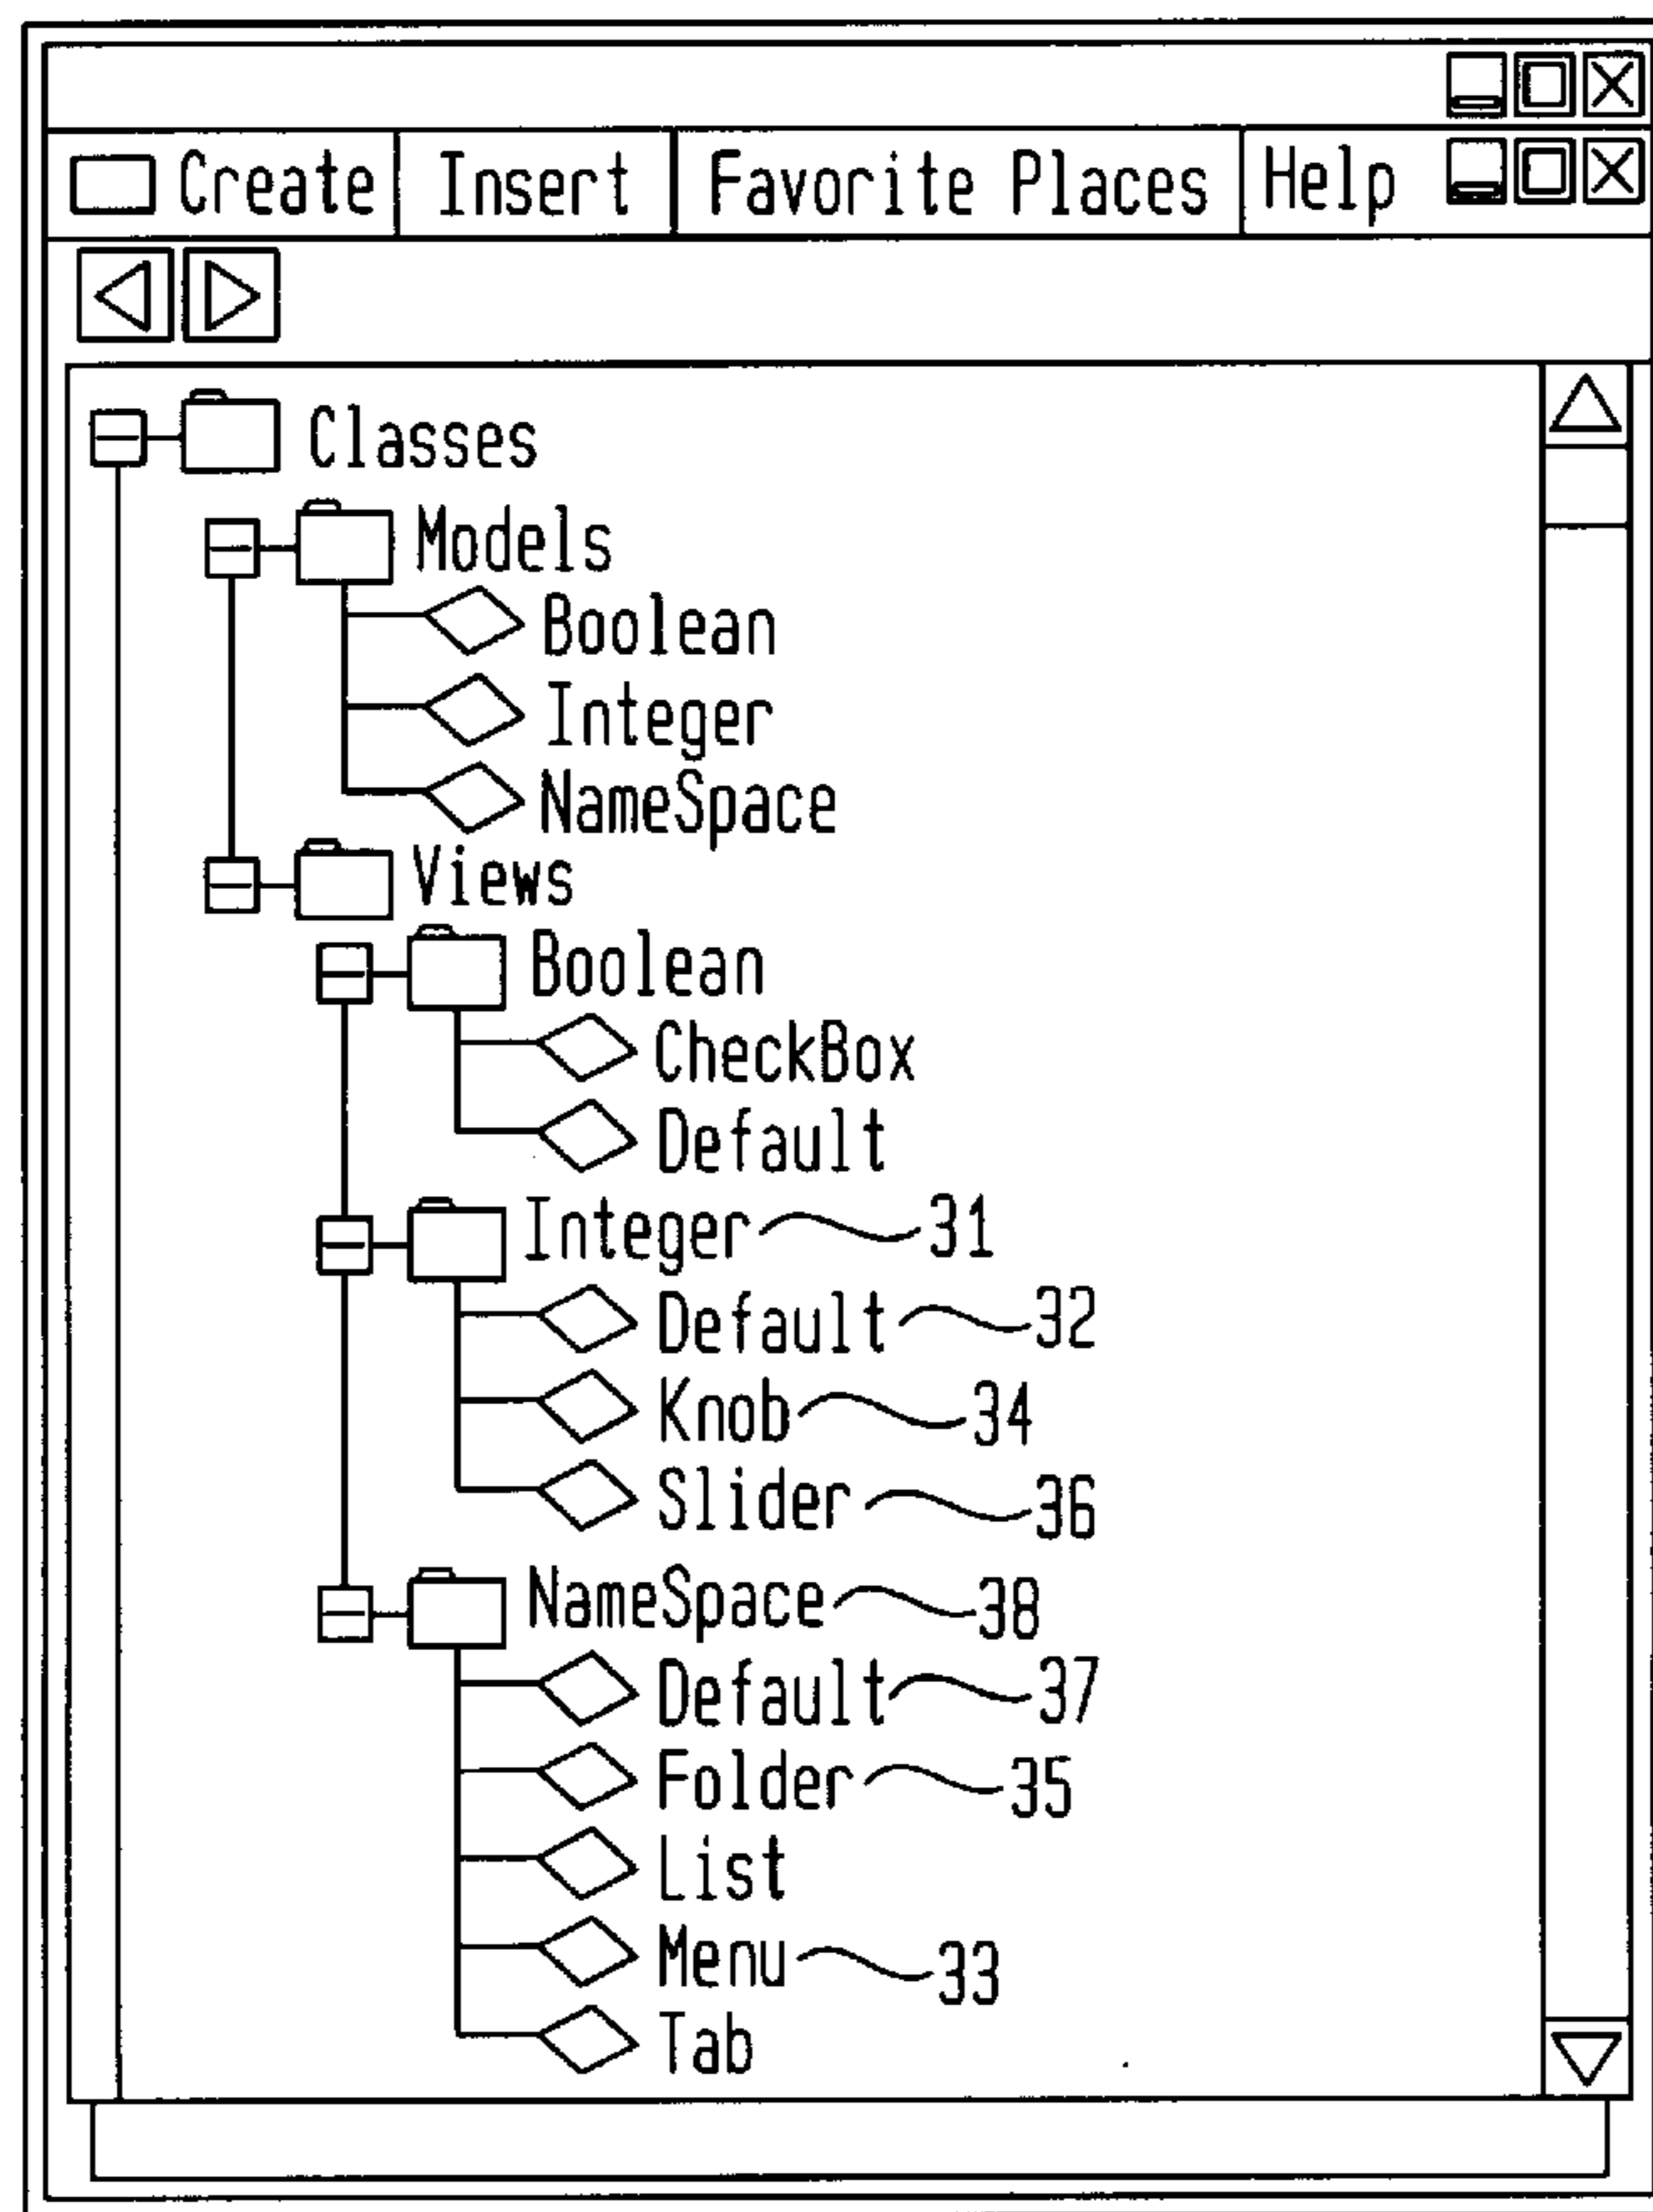 Create Insert Favorite Places Help
Classes
Models
Boolean
Integer
NameSpace
Views
Boolean
CheckBox
Default
Integer 31
Default 32
Knob 34
Slider 36
NameSpace 38
Default 37
Folder 35
List
Menu 33
Tab